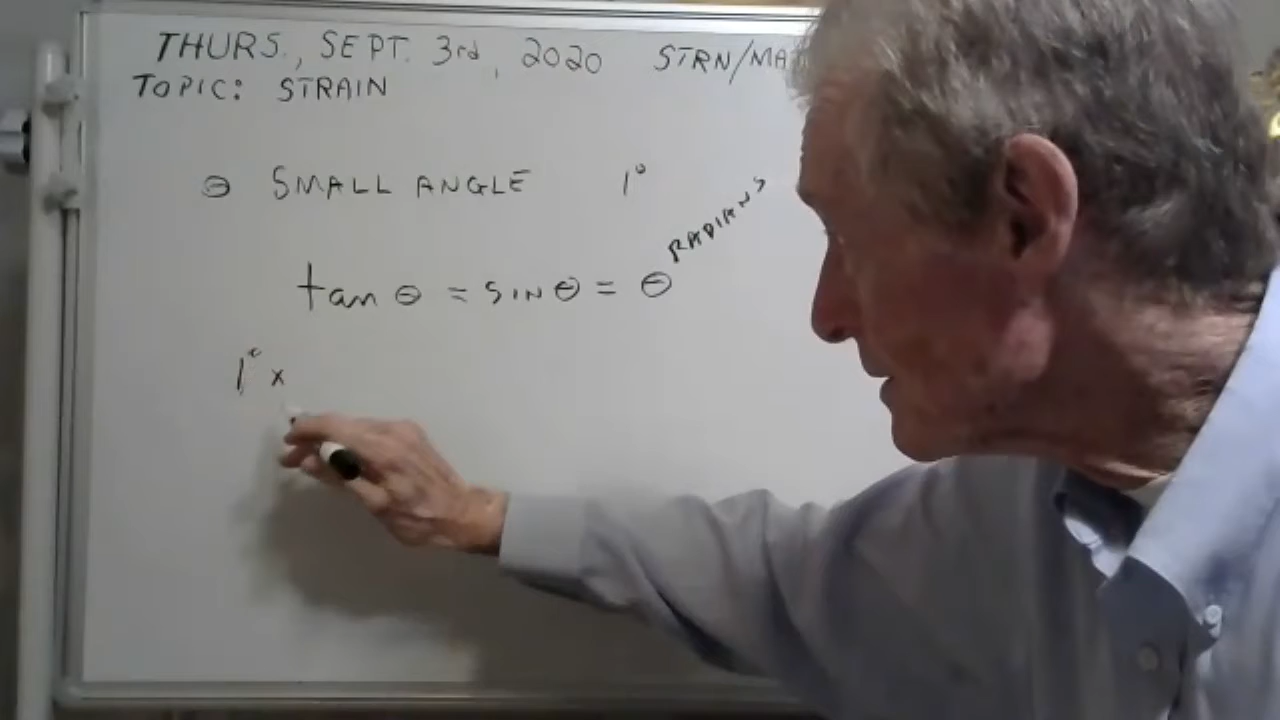 THURS., SEPT. 3rd, 2020 STRN/MA
TOPIC: STRAIN
θ SMALL ANGLE 1°
RADIANS
tan θ = SIN θ = θ
1° x